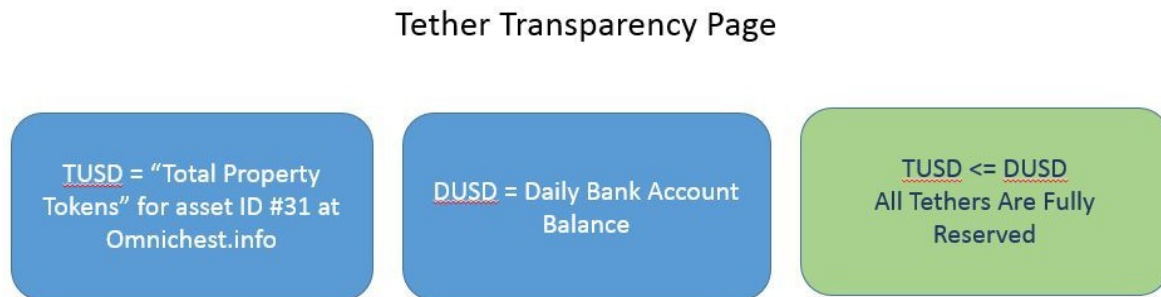 Tether Transparency Page
TUSD = “Total Property
Tokens” for asset ID #31 at
Omnichest.info
DUSD = Daily Bank Account
Balance
TUSD <= DUSD
All Tethers Are Fully
Reserved